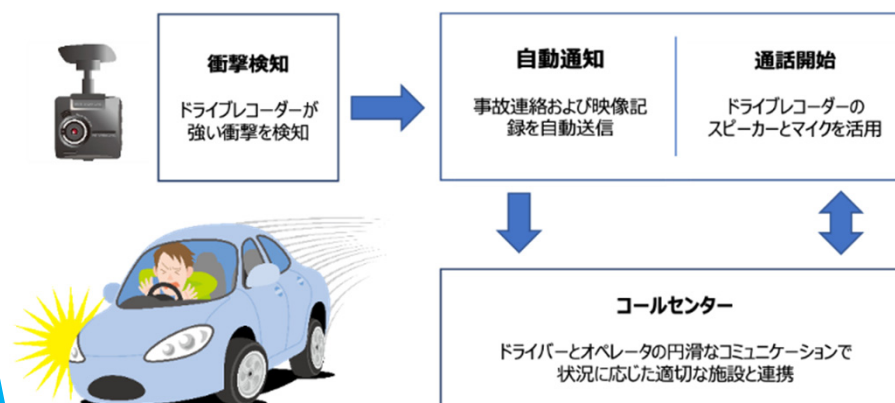 衝撃検知
ドライブレコーダーが
強い衝撃を検知
自動通知
事故連絡および映像記
録を自動送信
通話開始
ドライブレコーダーの
スピーカーとマイクを活用
コールセンター
ドライバーとオペレータの円滑なコミュニケーションで
状況に応じた適切な施設と連携